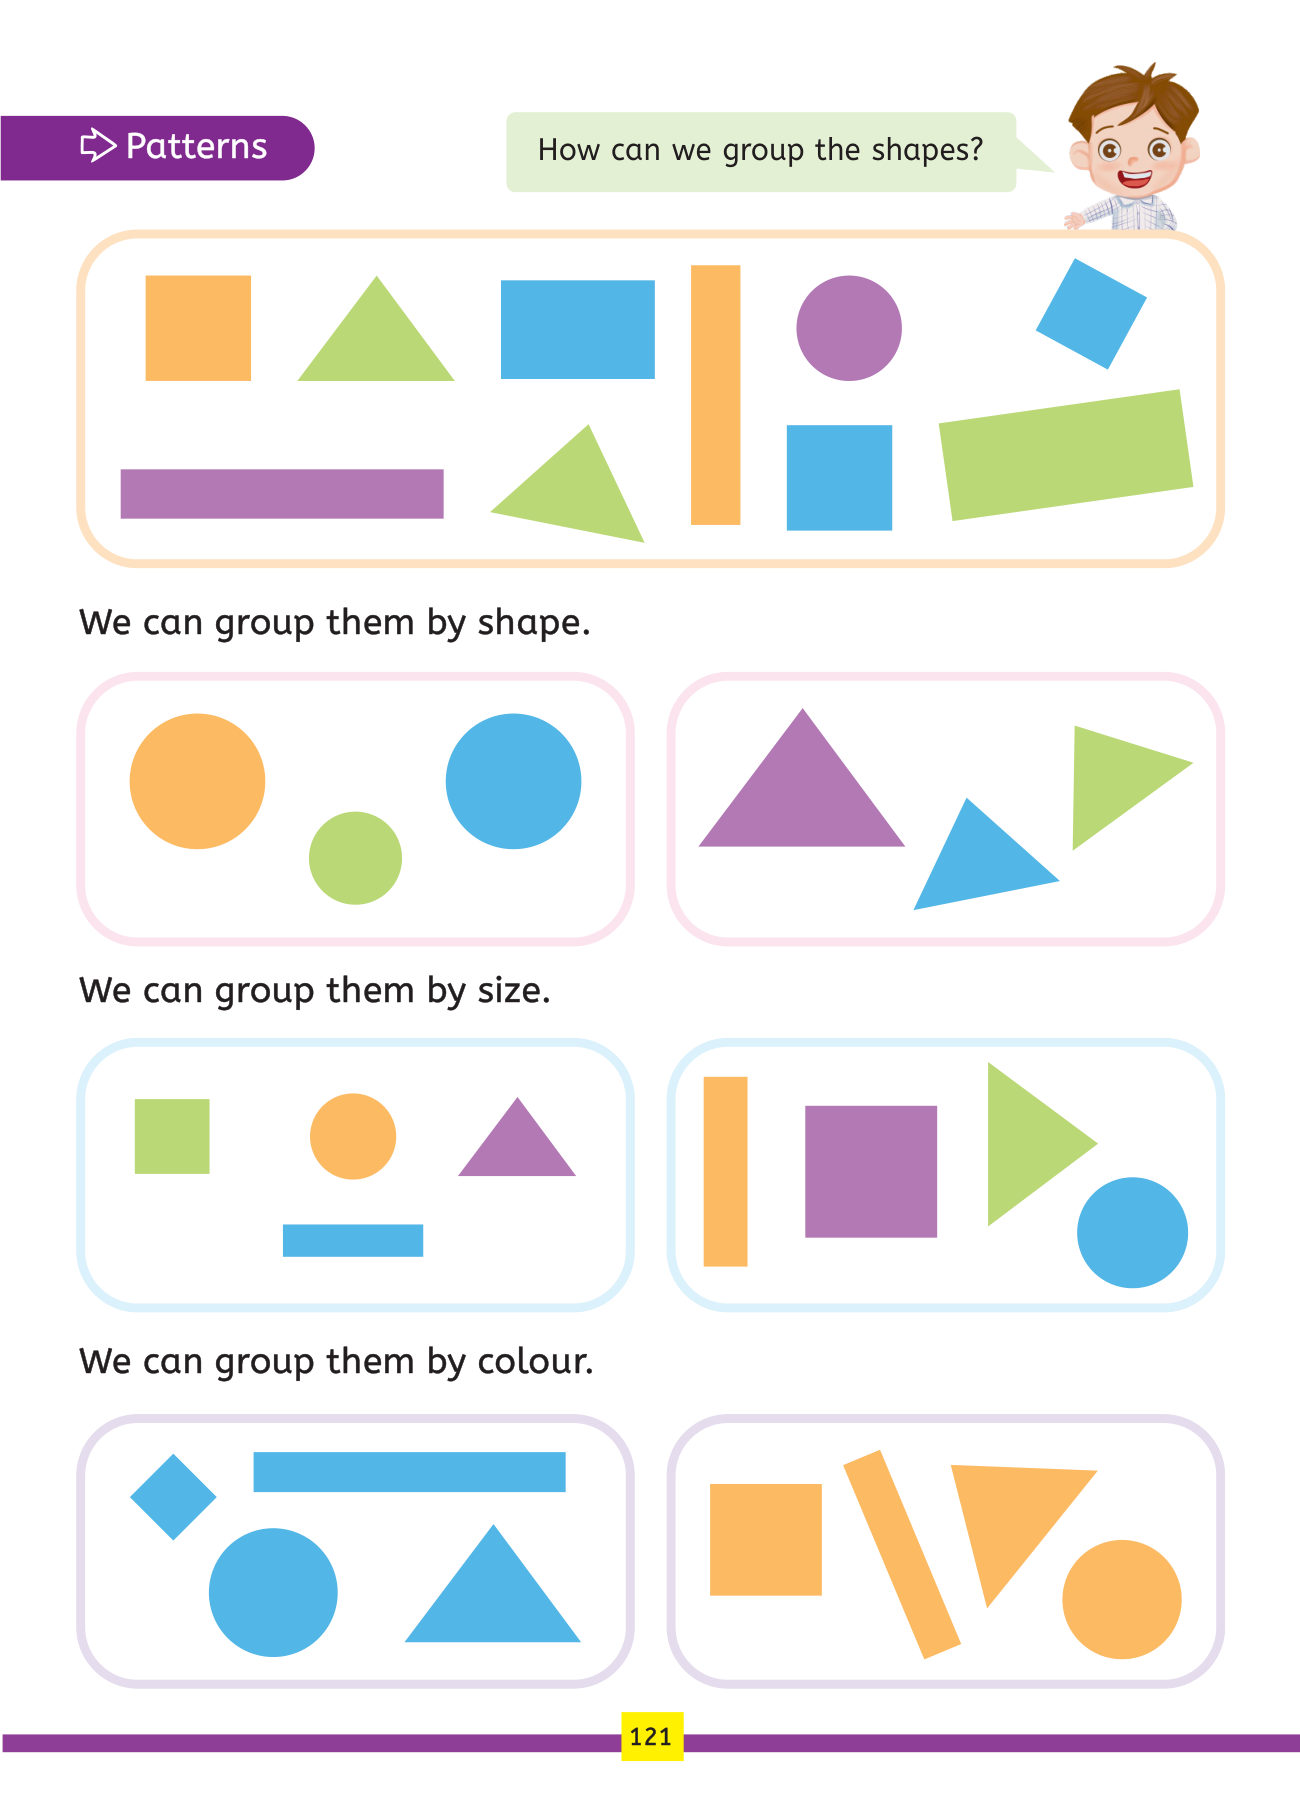 Patterns
How can we group the shapes?
We can group them by shape.
We can group them by size.
We can group them by colour.
121